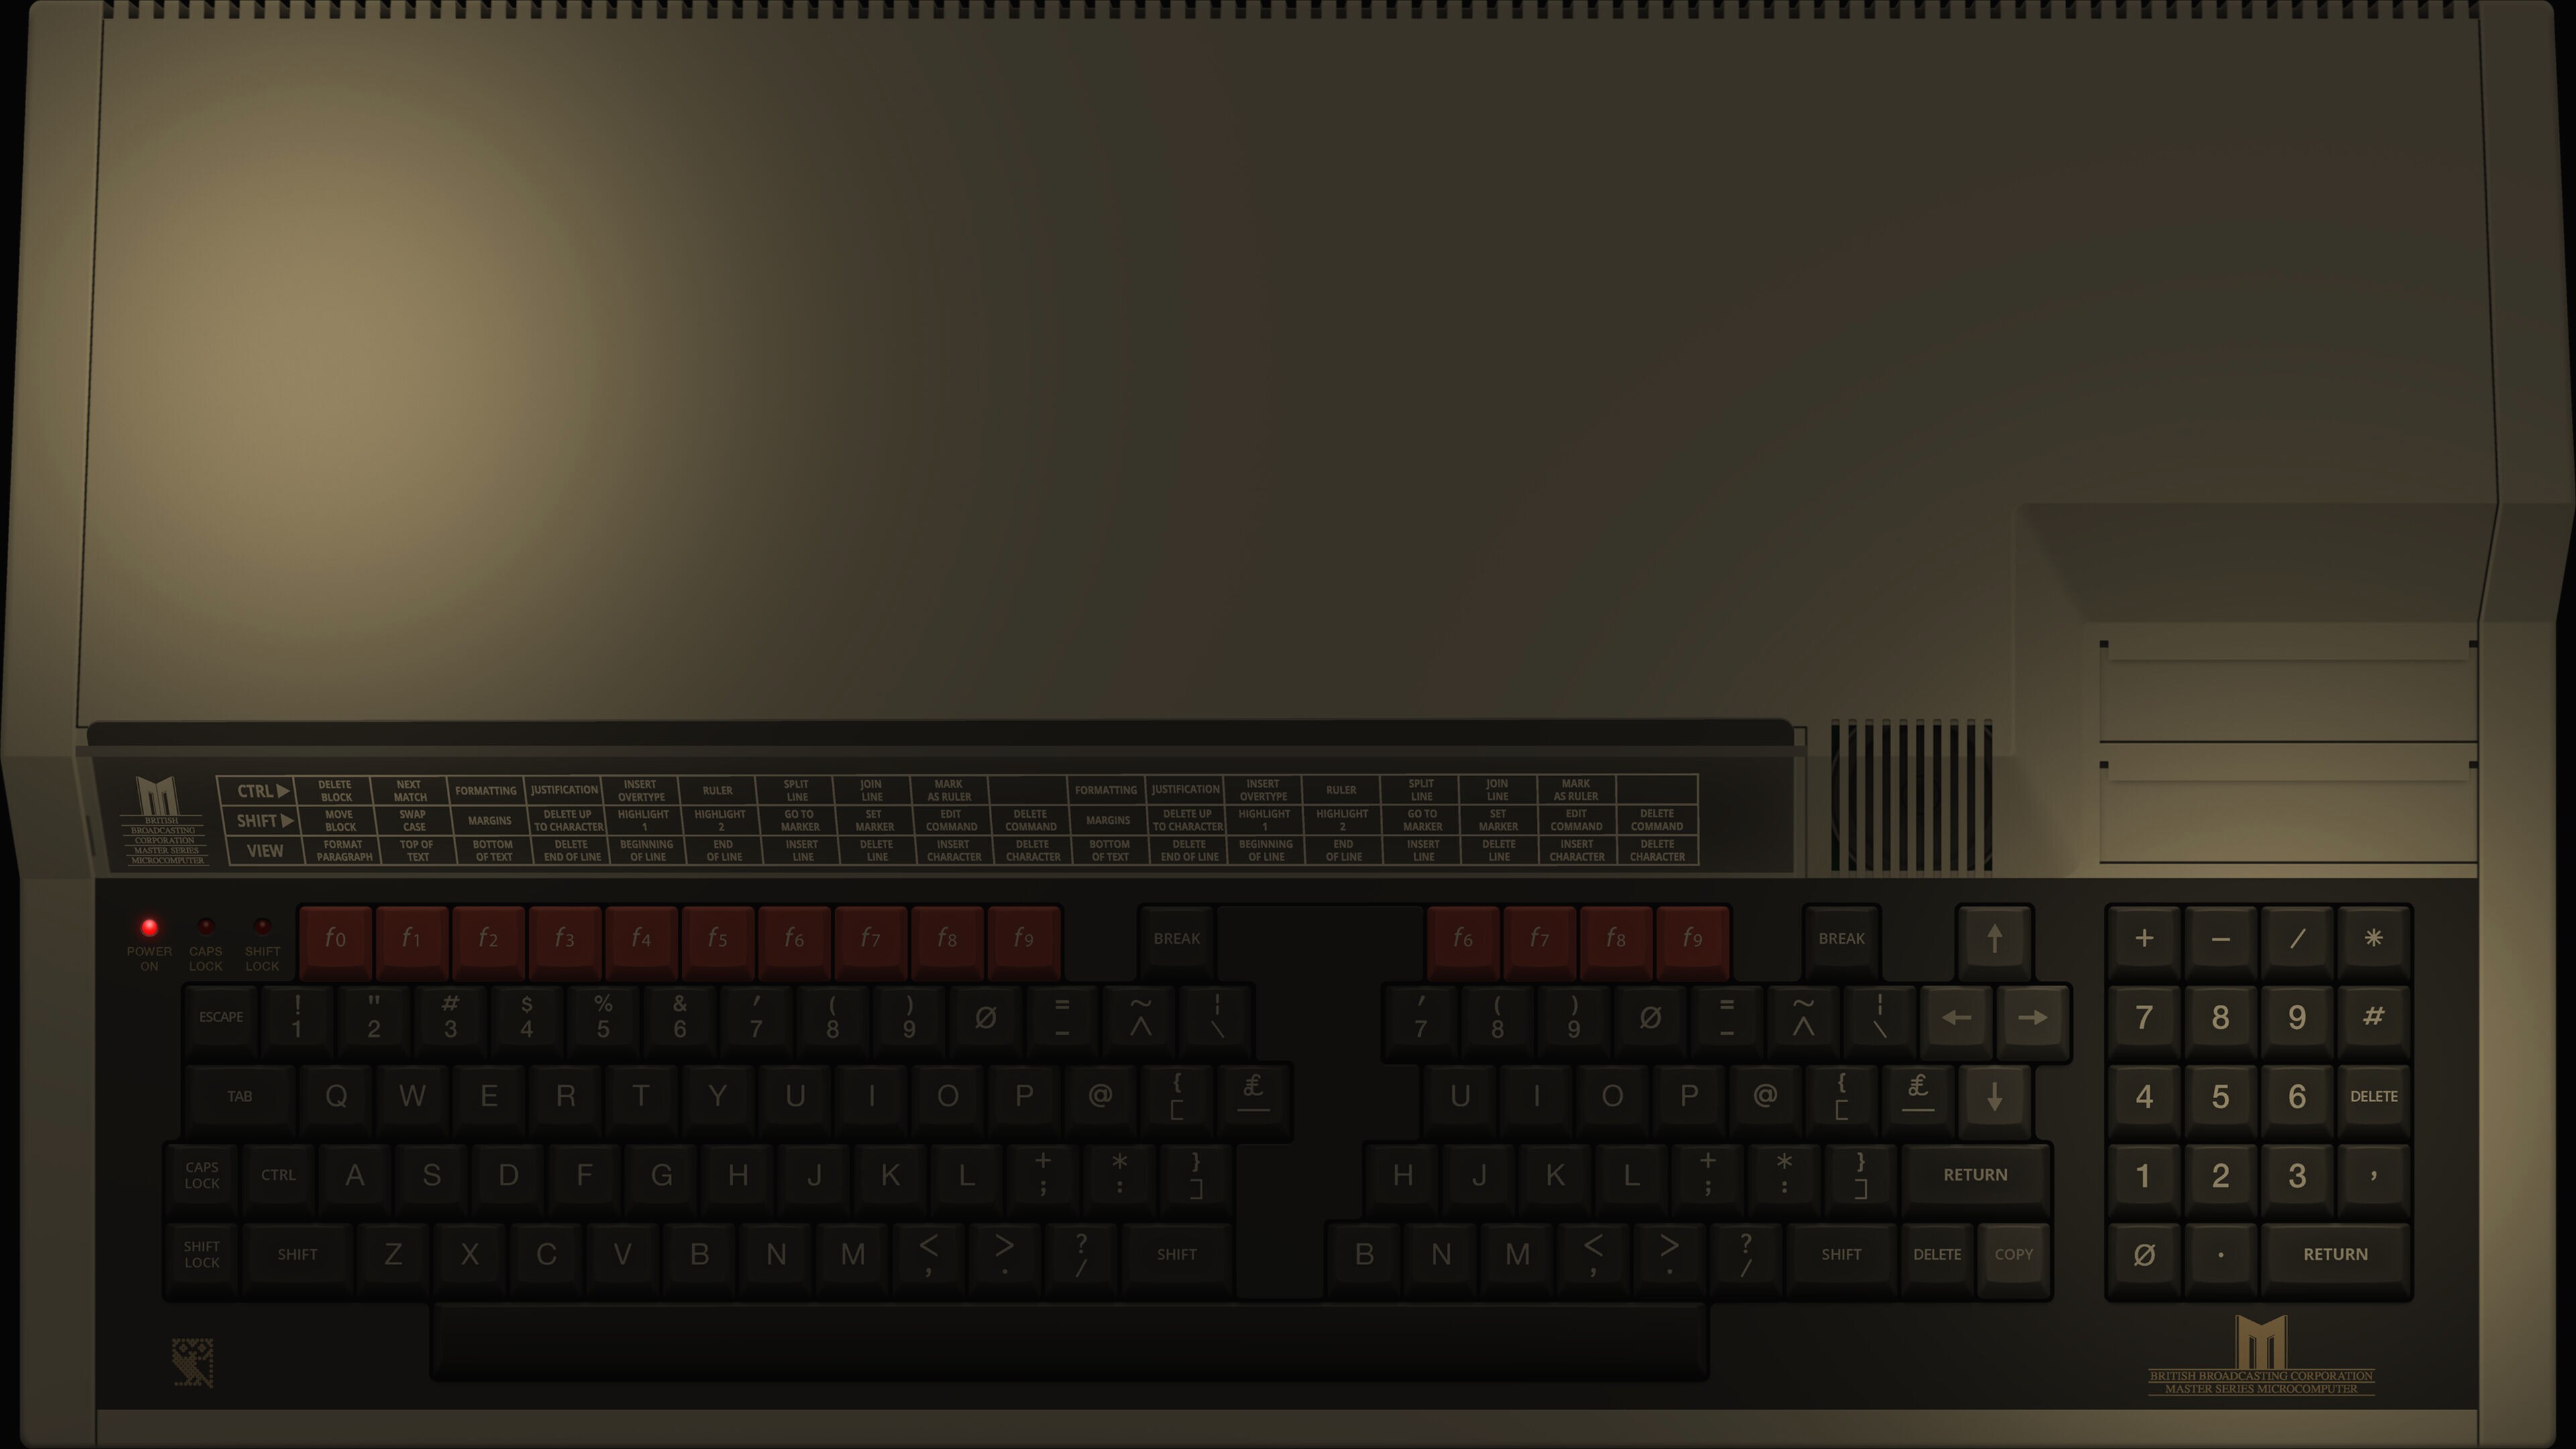 CTRL▶ DELETE BLOCK NEXT MATCH FORMATTING JUSTIFICATION INSERT OVERTYPE RULER SPLIT LINE JOIN LINE MARK AS RULER FORMATTING JUSTIFICATION INSERT OVERTYPE RULER SPLIT LINE JOIN LINE MARK AS RULER
SHIFT▶ MOVE BLOCK SWAP CASE MARGINS DELETE UP TO CHARACTER HIGHLIGHT 1 HIGHLIGHT 2 GO TO MARKER SET MARKER EDIT COMMAND DELETE COMMAND MARGINS DELETE UP TO CHARACTER HIGHLIGHT 1 HIGHLIGHT 2 GO TO MARKER SET MARKER EDIT COMMAND DELETE COMMAND
VIEW FORMAT PARAGRAPH TOP OF TEXT BOTTOM OF TEXT DELETE END OF LINE BEGINNING OF LINE END OF LINE INSERT LINE DELETE LINE INSERT CHARACTER DELETE CHARACTER BOTTOM OF TEXT DELETE END OF LINE BEGINNING OF LINE END OF LINE INSERT LINE DELETE LINE INSERT CHARACTER DELETE CHARACTER
BRITISH
BROADCASTING
CORPORATION
MASTER SERIES
MICROCOMPUTER
POWER ON CAPS LOCK SHIFT LOCK
f0 f1 f2 f3 f4 f5 f6 f7 f8 f9 BREAK f6 f7 f8 f9 BREAK ↑ + − / *
ESCAPE ! 1 " 2 # 3 $ 4 % 5 & 6 ' 7 ( 8 ) 9 Ø = - ~ ^ ¦ \ ' 7 ( 8 ) 9 Ø = - ~ ^ ¦ \ ← → 7 8 9 #
TAB Q W E R T Y U I O P @ { [ £ _ U I O P @ { [ £ _ ↓ 4 5 6 DELETE
CAPS LOCK CTRL A S D F G H J K L + ; * : } ] H J K L + ; * : } ] RETURN 1 2 3 ,
SHIFT LOCK SHIFT Z X C V B N M < , > . ? / SHIFT B N M < , > . ? / SHIFT DELETE COPY Ø . RETURN
BRITISH BROADCASTING CORPORATION
MASTER SERIES MICROCOMPUTER